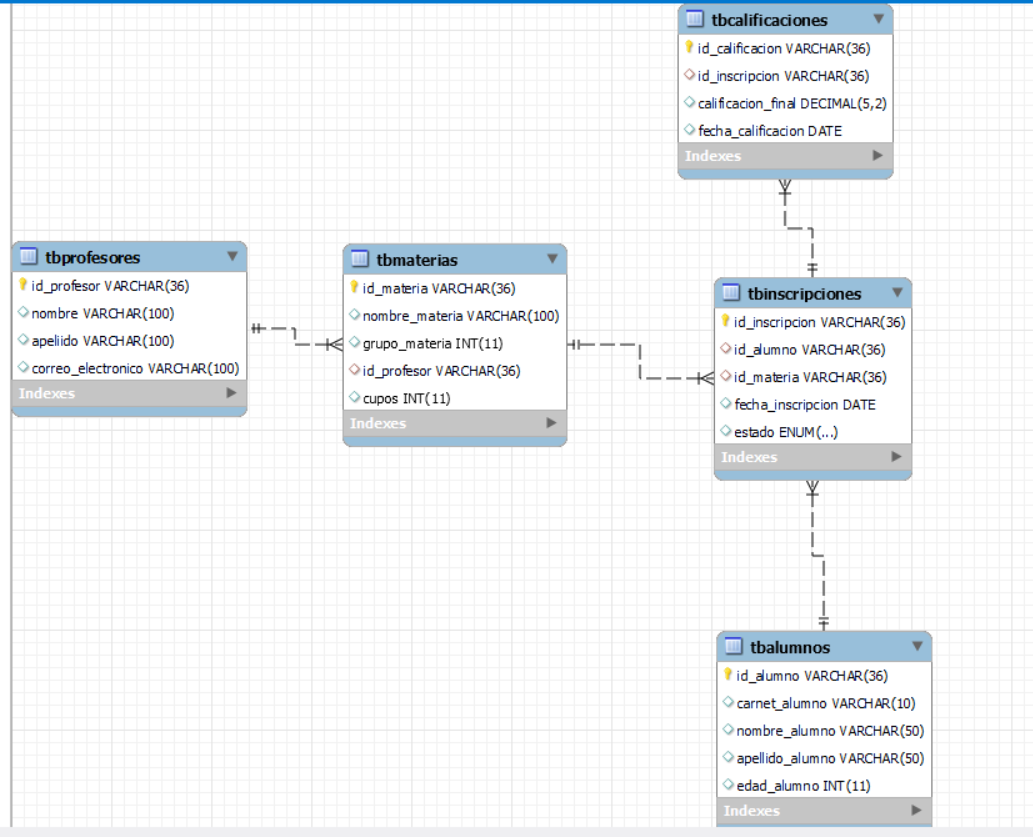 tbcalificaciones
id_calificacion VARCHAR(36)
id_inscripcion VARCHAR(36)
calificacion_final DECIMAL(5,2)
fecha_calificacion DATE
Indexes
tbprofesores
id_profesor VARCHAR(36)
nombre VARCHAR(100)
apeliido VARCHAR(100)
correo_electronico VARCHAR(100)
Indexes
tbmaterias
id_materia VARCHAR(36)
nombre_materia VARCHAR(100)
grupo_materia INT(11)
id_profesor VARCHAR(36)
cupos INT(11)
Indexes
tbinscripciones
id_inscripcion VARCHAR(36)
id_alumno VARCHAR(36)
id_materia VARCHAR(36)
fecha_inscripcion DATE
estado ENUM(...)
Indexes
tbalumnos
id_alumno VARCHAR(36)
carnet_alumno VARCHAR(10)
nombre_alumno VARCHAR(50)
apellido_alumno VARCHAR(50)
edad_alumno INT(11)
Indexes